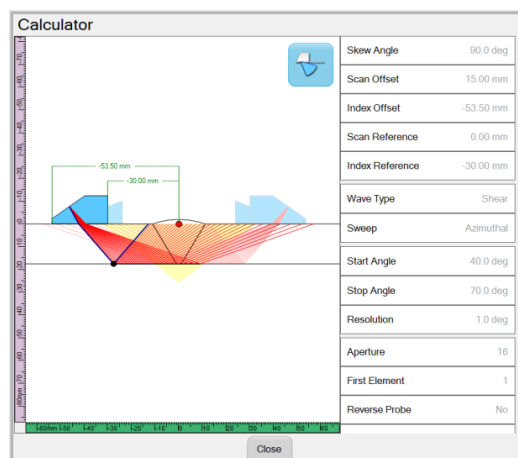 Calculator
Skew Angle 90.0 deg
Scan Offset 15.00 mm
Index Offset -53.50 mm
Scan Reference 0.00 mm
Index Reference -30.00 mm
Wave Type Shear
Sweep Azimuthal
Start Angle 40.0 deg
Stop Angle 70.0 deg
Resolution 1.0 deg
Aperture 16
First Element 1
Reverse Probe No
-53.50 mm
-30.00 mm
Close